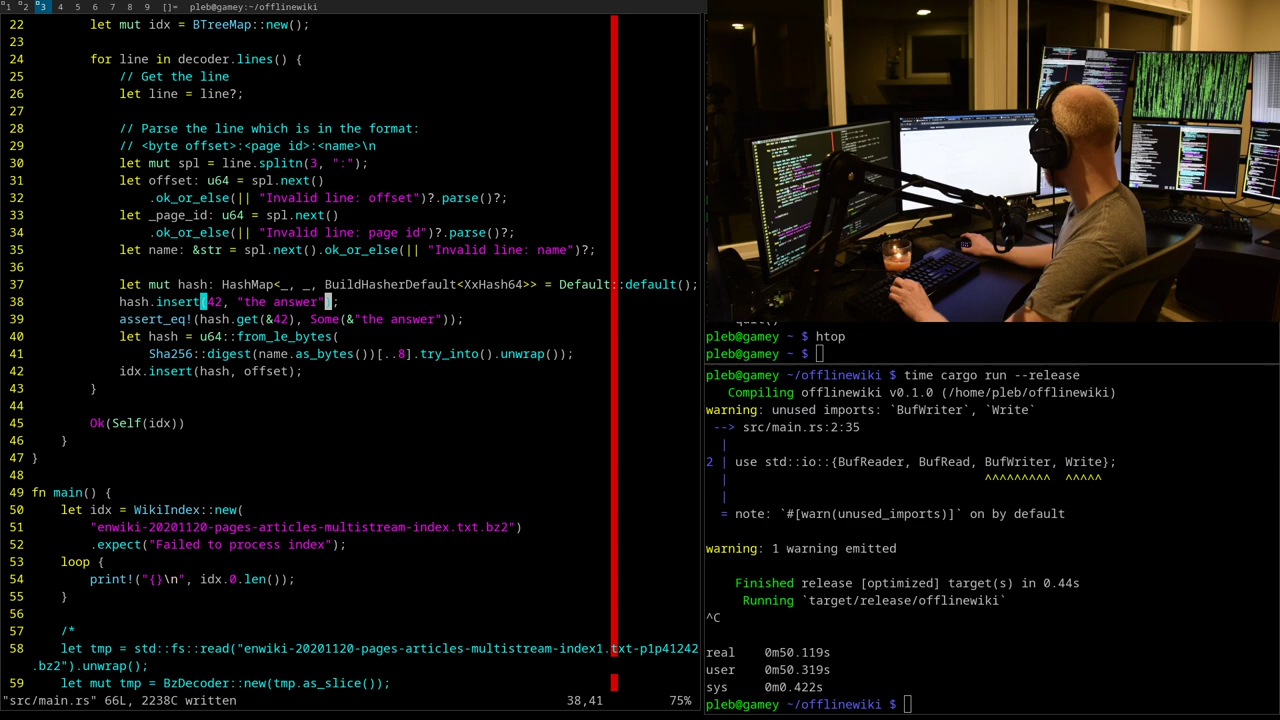 1 2 3 4 5 6 7 8 9 []= pleb@gamey:~/offlinewiki
22 let mut idx = BTreeMap::new();
23
24 for line in decoder.lines() {
25 // Get the line
26 let line = line?;
27
28 // Parse the line which is in the format:
29 // <byte offset>:<page id>:<name>\n
30 let mut spl = line.splitn(3, ":");
31 let offset: u64 = spl.next()
32 .ok_or_else(|| "Invalid line: offset")?.parse()?;
33 let _page_id: u64 = spl.next()
34 .ok_or_else(|| "Invalid line: page id")?.parse()?;
35 let name: &str = spl.next().ok_or_else(|| "Invalid line: name")?;
36
37 let mut hash: HashMap<_, _, BuildHasherDefault<XxHash64>> = Default::default();
38 hash.insert(42, "the answer");
39 assert_eq!(hash.get(&42), Some(&"the answer"));
40 let hash = u64::from_le_bytes(
41 Sha256::digest(name.as_bytes())[..8].try_into().unwrap());
42 idx.insert(hash, offset);
43 }
44
45 Ok(Self(idx))
46 }
47 }
48
49 fn main() {
50 let idx = WikiIndex::new(
51 "enwiki-20201120-pages-articles-multistream-index.txt.bz2")
52 .expect("Failed to process index");
53 loop {
54 print!("{}\n", idx.0.len());
55 }
56
57 /*
58 let tmp = std::fs::read("enwiki-20201120-pages-articles-multistream-index1.txt-p1p41242
.bz2").unwrap();
59 let mut tmp = BzDecoder::new(tmp.as_slice());
"src/main.rs" 66L, 2238C written 38,41 75%
pleb@gamey ~ $ htop
pleb@gamey ~ $
pleb@gamey ~/offlinewiki $ time cargo run --release
Compiling offlinewiki v0.1.0 (/home/pleb/offlinewiki)
warning: unused imports: `BufWriter`, `Write`
--> src/main.rs:2:35
|
2 | use std::io::{BufReader, BufRead, BufWriter, Write};
| ^^^^^^^^^ ^^^^^
|
= note: `#[warn(unused_imports)]` on by default
warning: 1 warning emitted
Finished release [optimized] target(s) in 0.44s
Running `target/release/offlinewiki`
^C
real 0m50.119s
user 0m50.319s
sys 0m0.422s
pleb@gamey ~/offlinewiki $